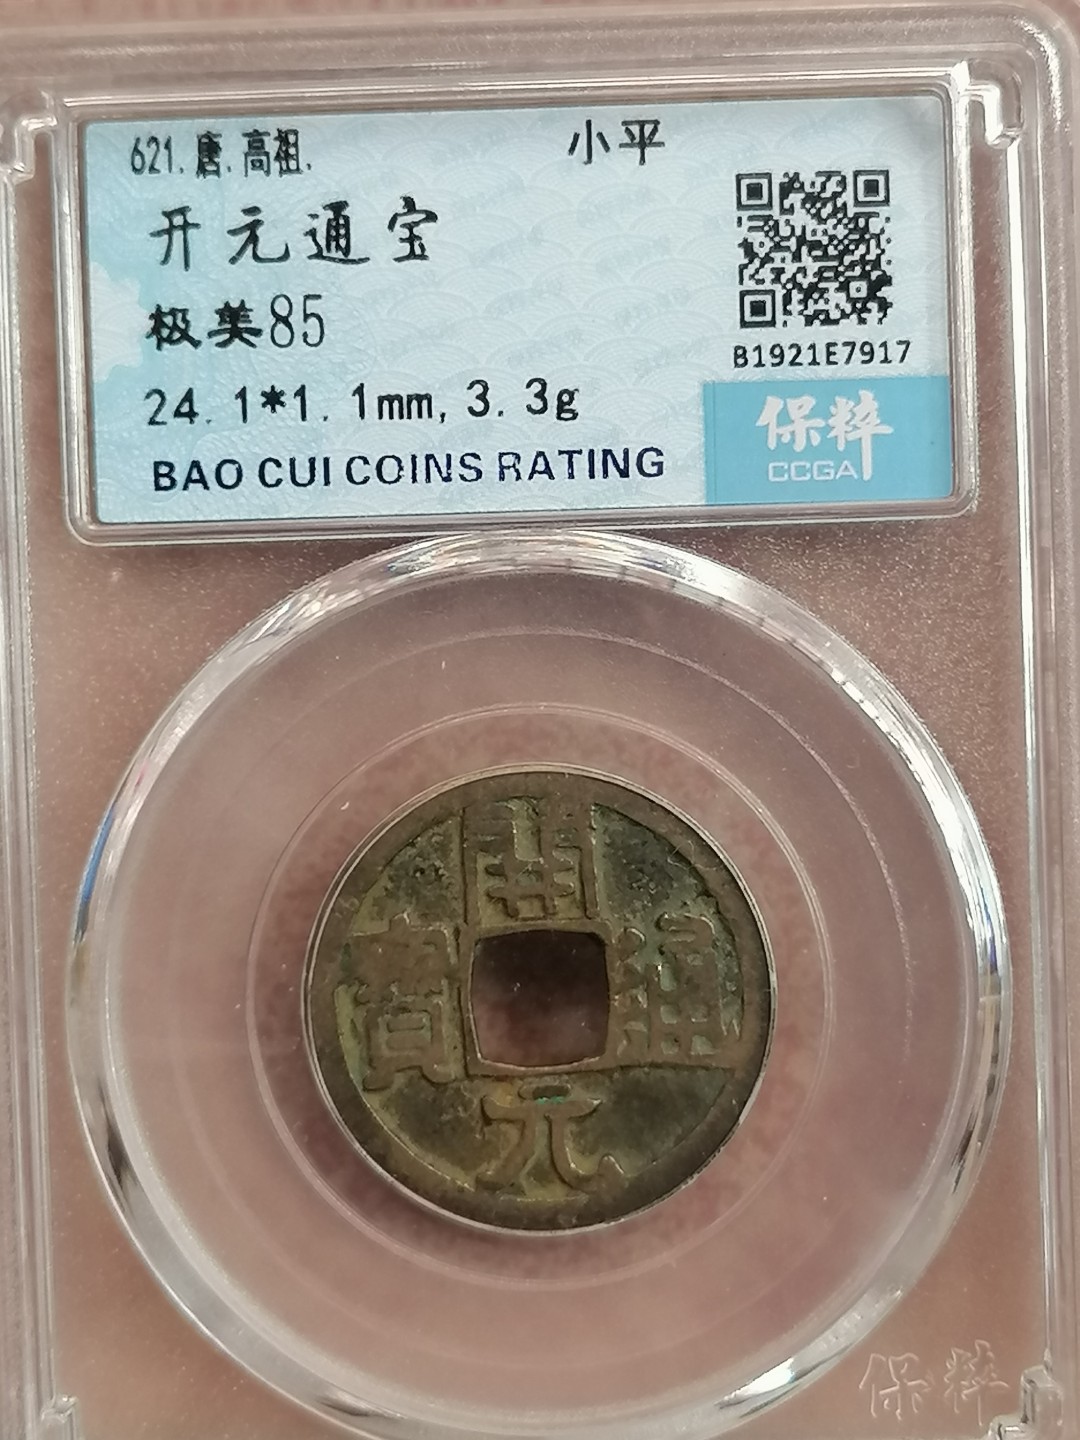 621.唐.高祖.
小平
开元通宝
极美85
24.1*1.1mm,3.3g
BAO CUI COINS RATING
B1921E7917
保粹
CCGA
開元通寳
保粹